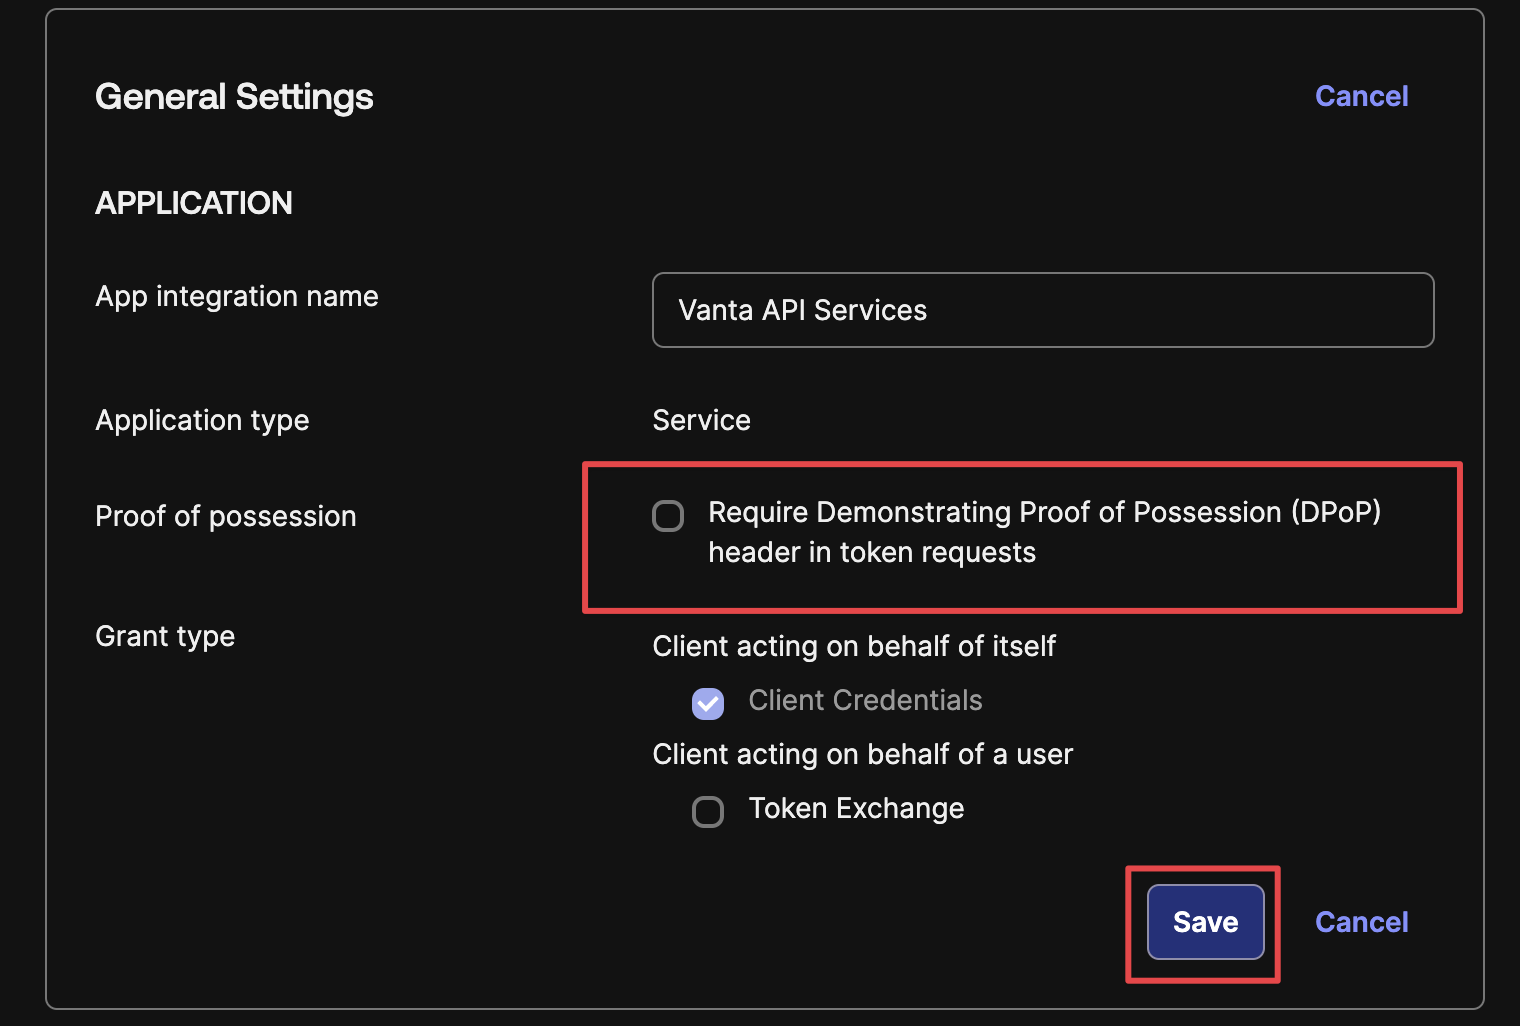 General Settings
Cancel
APPLICATION
App integration name
Vanta API Services
Application type
Service
Proof of possession
Require Demonstrating Proof of Possession (DPoP)
header in token requests
Grant type
Client acting on behalf of itself
Client Credentials
Client acting on behalf of a user
Token Exchange
Save
Cancel